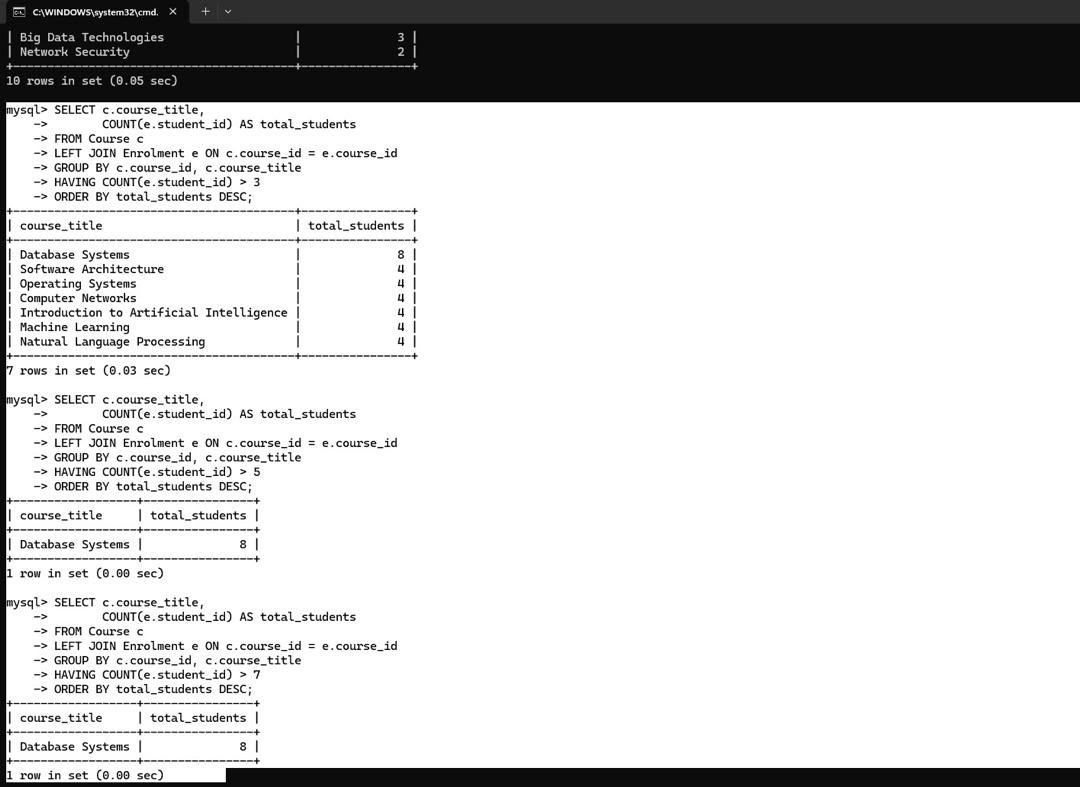 C:\WINDOWS\system32\cmd.
| Big Data Technologies                  |              3 |
| Network Security                       |              2 |
+----------------------------------------+----------------+
10 rows in set (0.05 sec)
mysql> SELECT c.course_title,
    ->        COUNT(e.student_id) AS total_students
    -> FROM Course c
    -> LEFT JOIN Enrolment e ON c.course_id = e.course_id
    -> GROUP BY c.course_id, c.course_title
    -> HAVING COUNT(e.student_id) > 3
    -> ORDER BY total_students DESC;
+----------------------------------------+----------------+
| course_title                           | total_students |
+----------------------------------------+----------------+
| Database Systems                       |              8 |
| Software Architecture                  |              4 |
| Operating Systems                      |              4 |
| Computer Networks                      |              4 |
| Introduction to Artificial Intelligence |              4 |
| Machine Learning                       |              4 |
| Natural Language Processing            |              4 |
+----------------------------------------+----------------+
7 rows in set (0.03 sec)
mysql> SELECT c.course_title,
    ->        COUNT(e.student_id) AS total_students
    -> FROM Course c
    -> LEFT JOIN Enrolment e ON c.course_id = e.course_id
    -> GROUP BY c.course_id, c.course_title
    -> HAVING COUNT(e.student_id) > 5
    -> ORDER BY total_students DESC;
+------------------+----------------+
| course_title     | total_students |
+------------------+----------------+
| Database Systems |              8 |
+------------------+----------------+
1 row in set (0.00 sec)
mysql> SELECT c.course_title,
    ->        COUNT(e.student_id) AS total_students
    -> FROM Course c
    -> LEFT JOIN Enrolment e ON c.course_id = e.course_id
    -> GROUP BY c.course_id, c.course_title
    -> HAVING COUNT(e.student_id) > 7
    -> ORDER BY total_students DESC;
+------------------+----------------+
| course_title     | total_students |
+------------------+----------------+
| Database Systems |              8 |
+------------------+----------------+
1 row in set (0.00 sec)